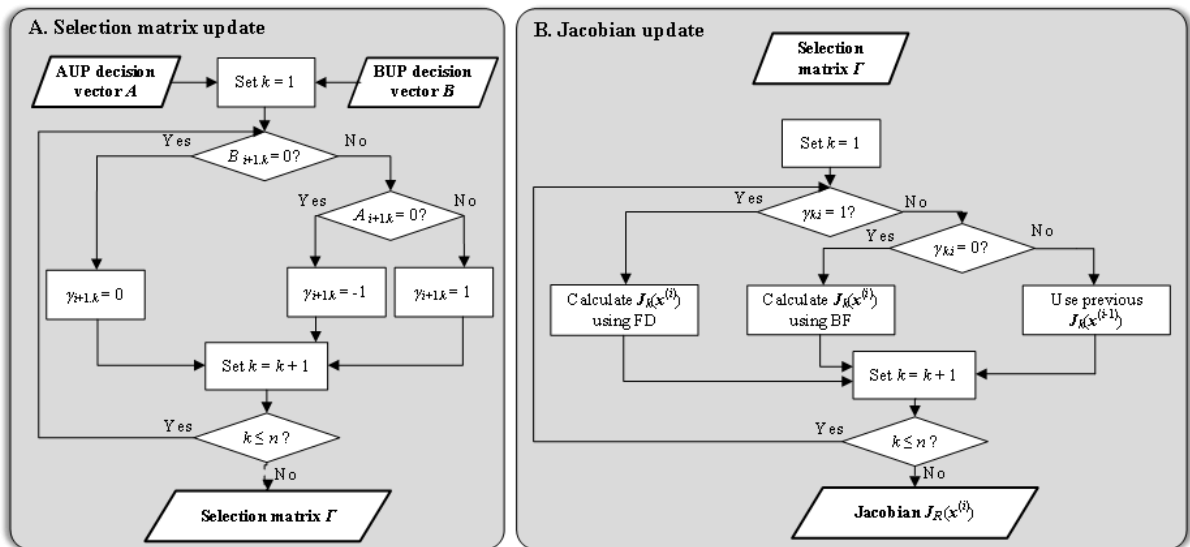 A. Selection matrix update
AUP decision
vector A
Set k = 1
BUP decision
vector B
Yes
No
B i+1,k = 0?
Yes
No
A i+1,k = 0?
γi+1,k = 0
γi+1,k = -1
γi+1,k = 1
Set k = k + 1
Yes
k ≤ n ?
No
Selection matrix Γ
B. Jacobian update
Selection
matrix Γ
Set k = 1
Yes
No
γk,i = 1?
Yes
No
γk,i = 0?
Calculate Jk(x(i))
using FD
Calculate Jk(x(i))
using BF
Use previous
Jk(x(i-1))
Set k = k + 1
Yes
k ≤ n ?
No
Jacobian JR(x(i))